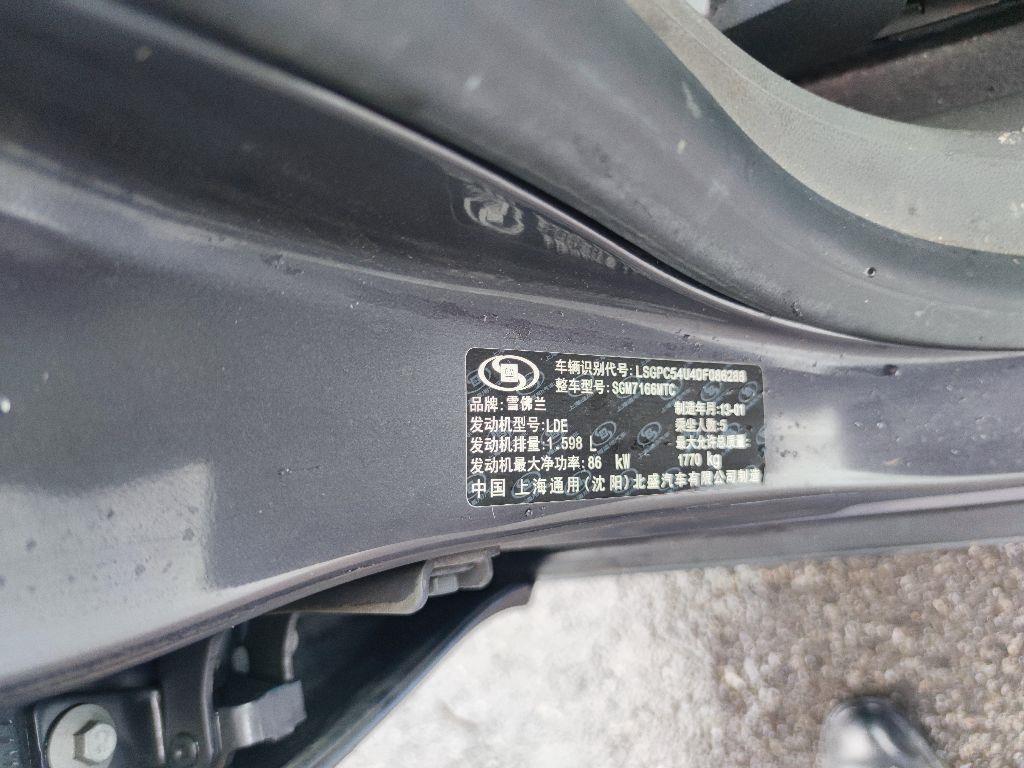 车辆识别代号: LSGPC54U4DF086288
整车型号: SGM7166MTC
品牌: 雪佛兰
制造年月: 13-01
发动机型号: LDE
乘坐人数: 5
发动机排量: 1.598 L
最大允许总质量:
发动机最大净功率: 86 kW
1770 kg
中国 上海通用(沈阳)北盛汽车有限公司制造